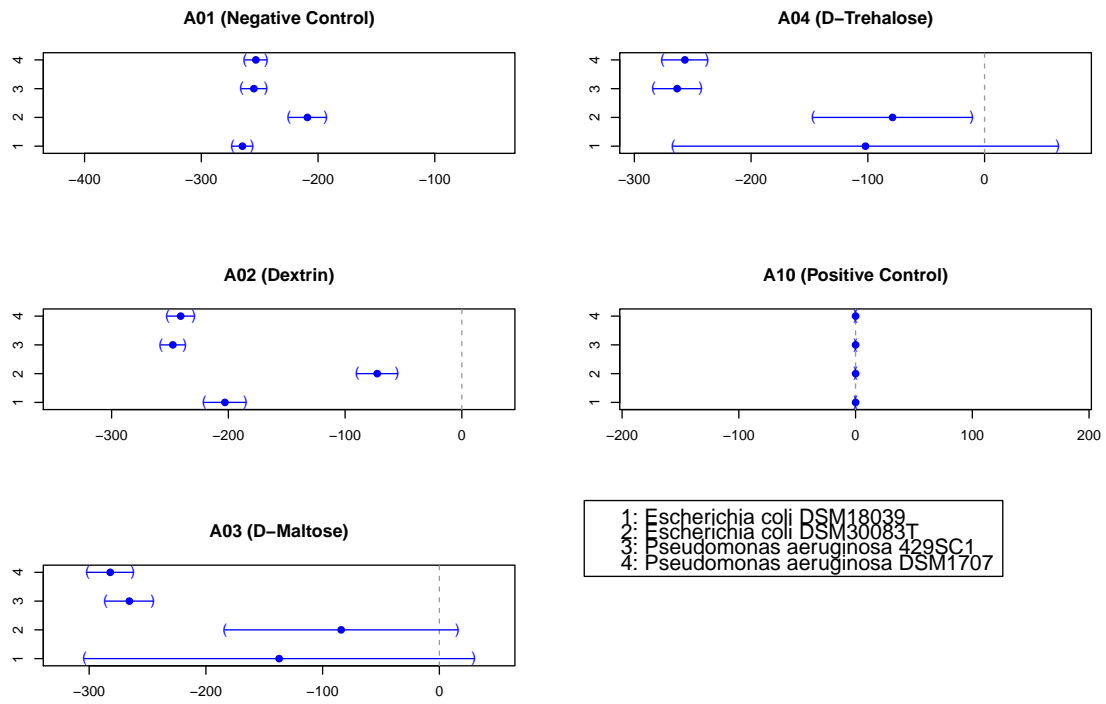 A01 (Negative Control)
4
3
2
1
−400 −300 −200 −100
A04 (D−Trehalose)
4
3
2
1
−300 −200 −100 0
A02 (Dextrin)
4
3
2
1
−300 −200 −100 0
A10 (Positive Control)
4
3
2
1
−200 −100 0 100 200
A03 (D−Maltose)
4
3
2
1
−300 −200 −100 0
1: Escherichia coli DSM18039
2: Escherichia coli DSM30083T
3: Pseudomonas aeruginosa 429SC1
4: Pseudomonas aeruginosa DSM1707